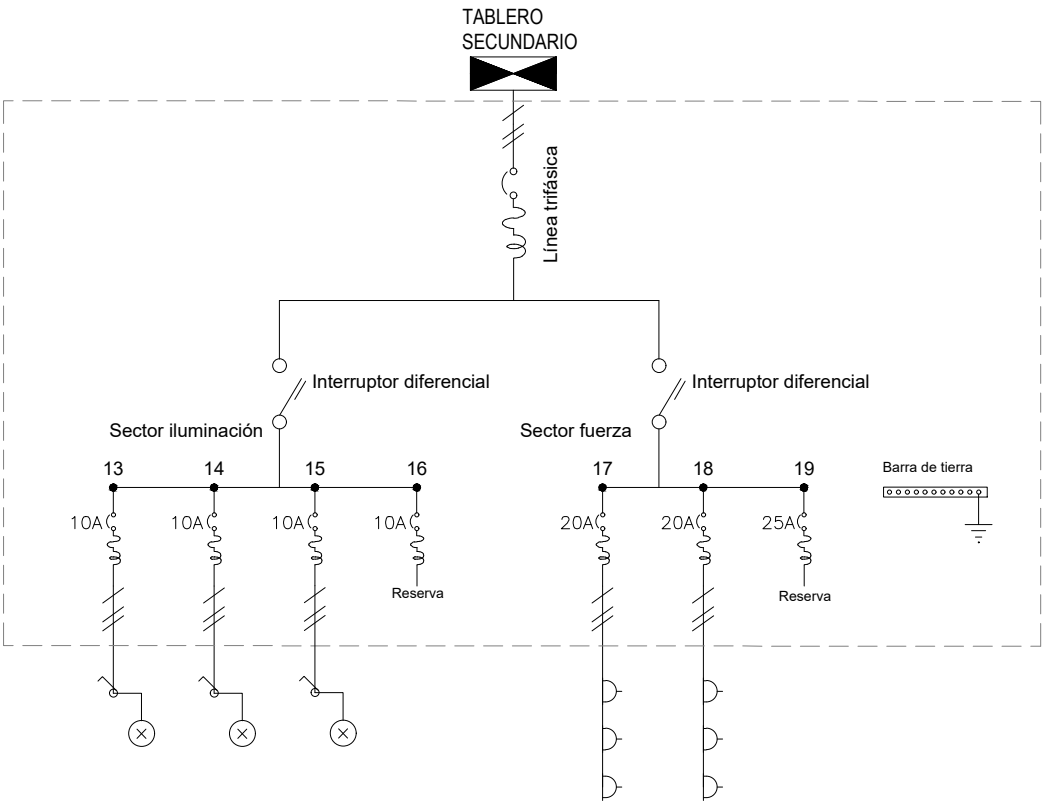 TABLERO
SECUNDARIO
Línea trifásica
Interruptor diferencial
Interruptor diferencial
Sector iluminación
Sector fuerza
13 14 15 16 17 18 19
Barra de tierra
10A 10A 10A 10A 20A 20A 25A
Reserva
Reserva